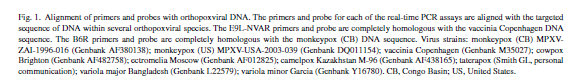 Fig. 1. Alignment of primers and probes with orthopoxviral DNA. The primers and probe for each of the real-time PCR assays are aligned with the targeted
sequence of DNA within several orthopoxviral species. The E9L-NVAR primers and probe are completely homologous with the vaccinia Copenhagen DNA
sequence. The B6R primers and probe are completely homologous with the monkeypox (CB) DNA sequence. Virus strains: monkeypox (CB) MPXV-
ZAI-1996-016 (Genbank AF380138); monkeypox (US) MPXV-USA-2003-039 (Genbank DQ011154); vaccinia Copenhagen (Genbank M35027); cowpox
Brighton (Genbank AF482758); ectromelia Moscow (Genbank AF012825); camelpox Kazakhstan M-96 (Genbank AF438165); taterapox (Smith GL, personal
communication); variola major Bangladesh (Genbank L22579); variola minor Garcia (Genbank Y16780). CB, Congo Basin; US, United States.